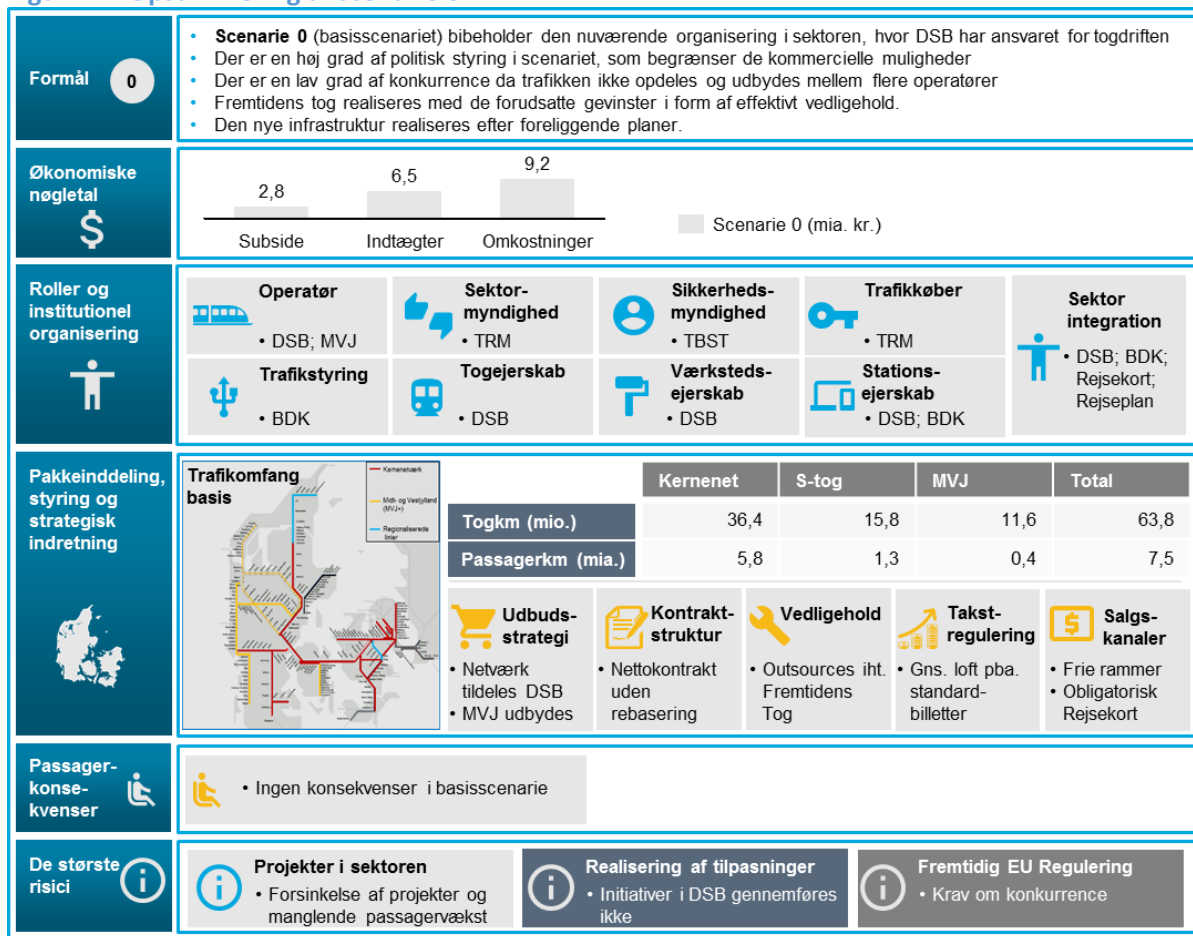 Formål
0
• Scenarie 0 (basisscenariet) bibeholder den nuværende organisering i sektoren, hvor DSB har ansvaret for togdriften
• Der er en høj grad af politisk styring i scenariet, som begrænser de kommercielle muligheder
• Der er en lav grad af konkurrence da trafikken ikke opdeles og udbydes mellem flere operatører
• Fremtidens tog realiseres med de forudsatte gevinster i form af effektivt vedligehold.
• Den nye infrastruktur realiseres efter foreliggende planer.
Økonomiske
nøgletal
$
2,8
6,5
9,2
Subside
Indtægter
Omkostninger
Scenarie 0 (mia. kr.)
Roller og
institutionel
organisering
Operatør
• DSB; MVJ
Sektor-
myndighed
• TRM
Sikkerheds-
myndighed
• TBST
Trafikkøber
• TRM
Sektor
integration
• DSB; BDK;
Rejsekort;
Rejseplan
Trafikstyring
• BDK
Togejerskab
• DSB
Værksteds-
ejerskab
• DSB
Stations-
ejerskab
• DSB; BDK
Pakkeinddeling,
styring og
strategisk
indretning
Trafikomfang
basis
Kernenetværk
Midt- og Vestjylland
(MVJ+)
Regionaliserede
linier
Kernenet S-tog MVJ Total
Togkm (mio.) 36,4 15,8 11,6 63,8
Passagerkm (mia.) 5,8 1,3 0,4 7,5
Udbuds-
strategi
• Netværk
tildeles DSB
• MVJ udbydes
Kontrakt-
struktur
• Nettokontrakt
uden
rebasering
Vedligehold
• Outsources iht.
Fremtidens
Tog
Takst-
regulering
• Gns. loft pba.
standard-
billetter
$
Salgs-
kanaler
• Frie rammer
• Obligatorisk
Rejsekort
Passager-
konse-
kvenser
• Ingen konsekvenser i basisscenarie
De største
risici
Projekter i sektoren
• Forsinkelse af projekter og
manglende passagervækst
Realisering af tilpasninger
• Initiativer i DSB gennemføres
ikke
Fremtidig EU Regulering
• Krav om konkurrence